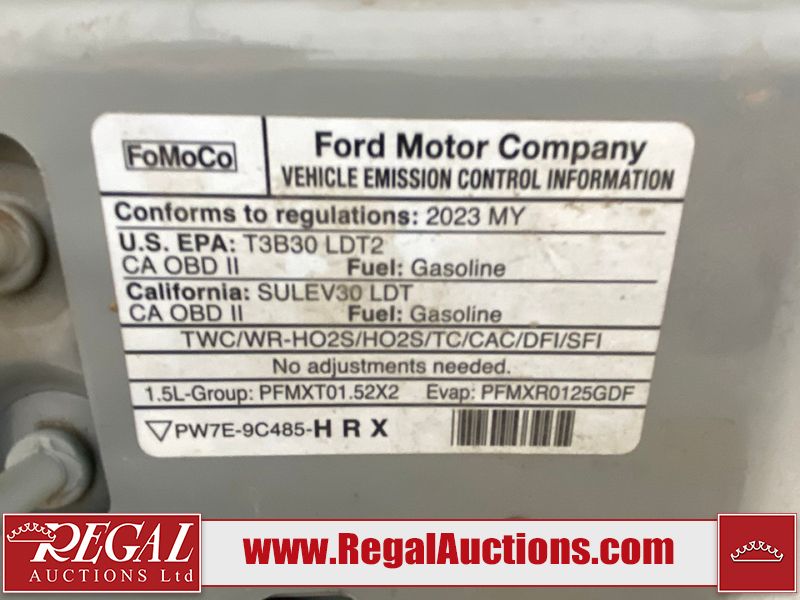 FoMoCo
Ford Motor Company
VEHICLE EMISSION CONTROL INFORMATION
Conforms to regulations: 2023 MY
U.S. EPA: T3B30 LDT2
CA OBD II Fuel: Gasoline
California: SULEV30 LDT
CA OBD II Fuel: Gasoline
TWC/WR-HO2S/HO2S/TC/CAC/DFI/SFI
No adjustments needed.
1.5L-Group: PFMXT01.52X2 Evap: PFMXR0125GDF
PW7E-9C485-H R X
REGAL
AUCTIONS Ltd
www.RegalAuctions.com